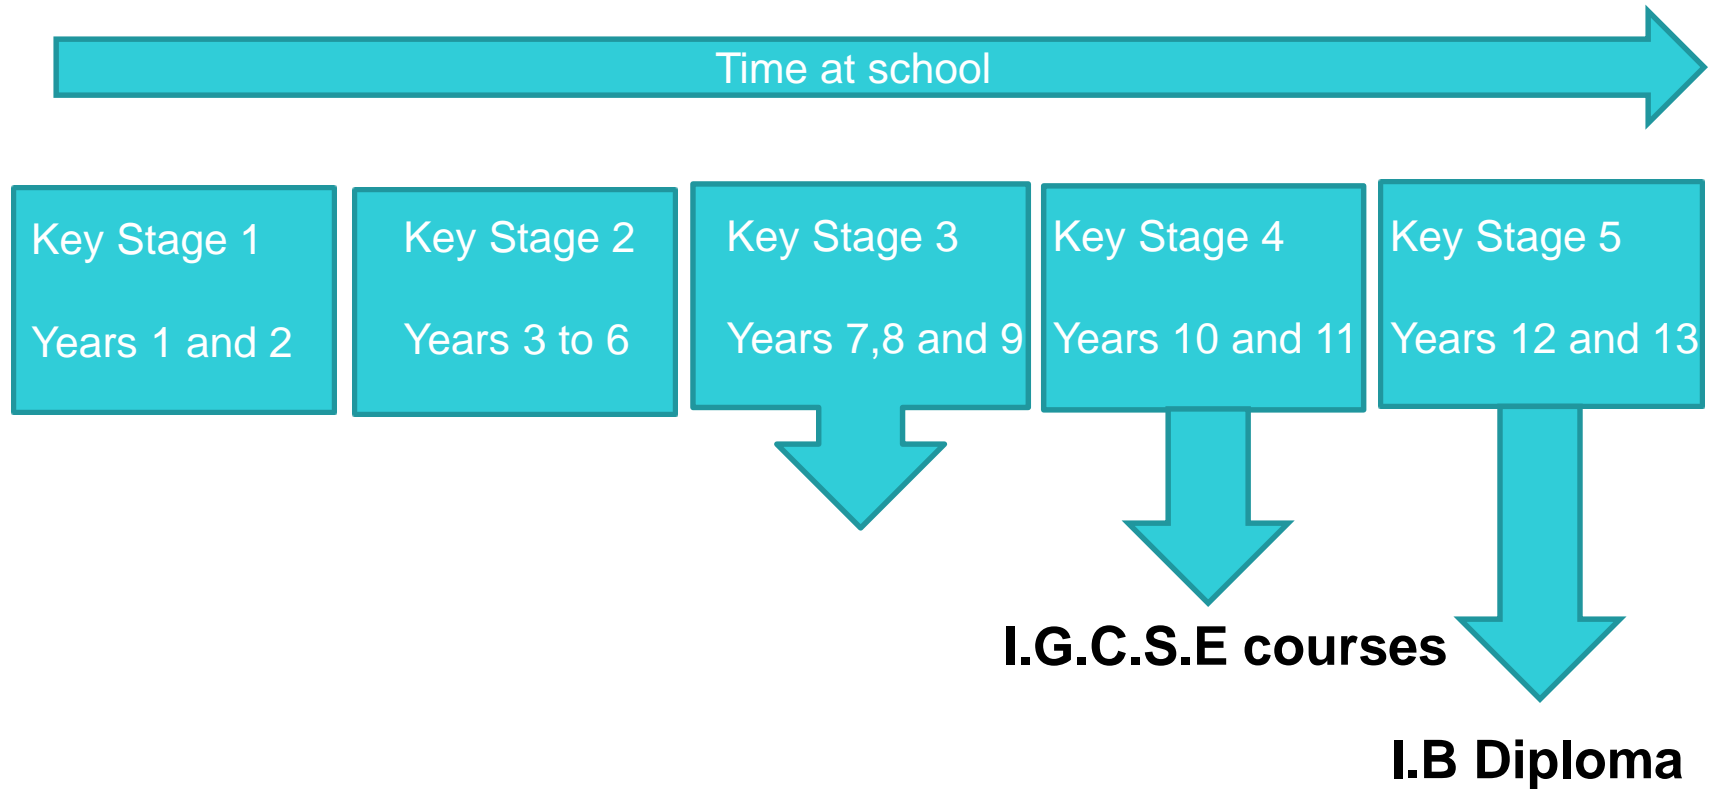 Time at school
Key Stage 1
Years 1 and 2
Key Stage 2
Years 3 to 6
Key Stage 3
Years 7,8 and 9
Key Stage 4
Years 10 and 11
Key Stage 5
Years 12 and 13
I.G.C.S.E courses
I.B Diploma